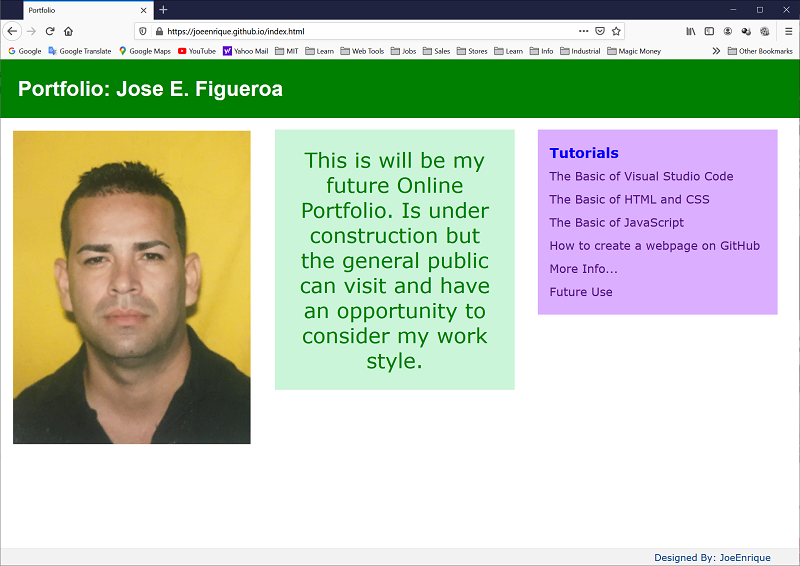 Portfolio
https://joeenrique.github.io/index.html
Google Google Translate Google Maps YouTube Yahoo Mail MIT Learn Web Tools Jobs Sales Stores Learn Info Industrial Magic Money Other Bookmarks
Portfolio: Jose E. Figueroa
This is will be my
future Online
Portfolio. Is under
construction but
the general public
can visit and have
an opportunity to
consider my work
style.
Tutorials
The Basic of Visual Studio Code
The Basic of HTML and CSS
The Basic of JavaScript
How to create a webpage on GitHub
More Info...
Future Use
Designed By: JoeEnrique